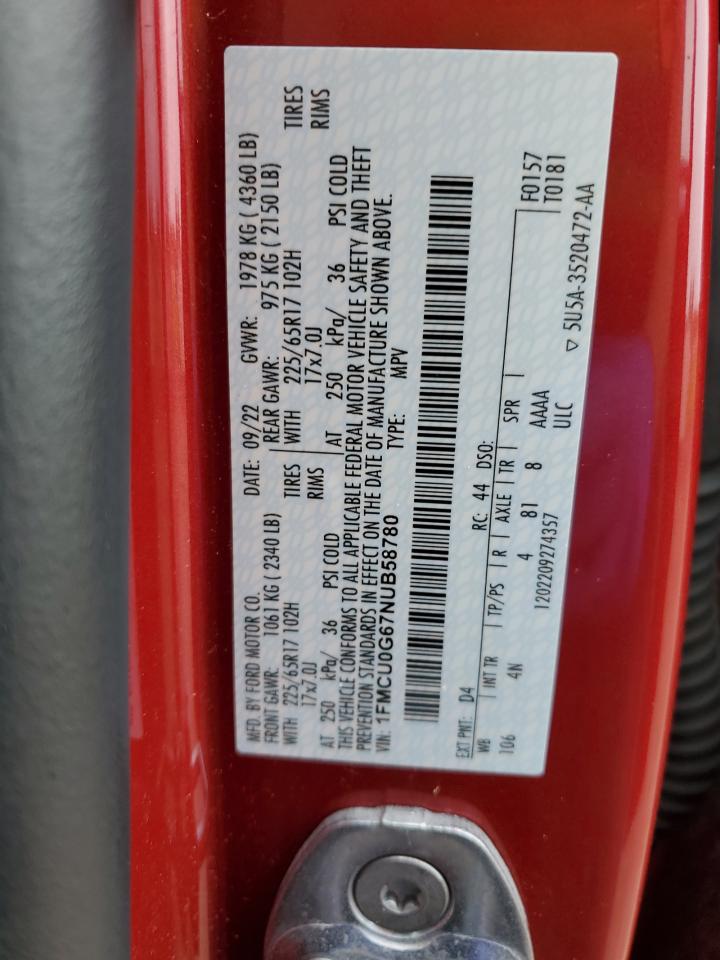 MFD. BY FORD MOTOR CO. DATE: 09/22 GVWR: 1978 KG ( 4360 LB)
FRONT GAWR: 1061 KG ( 2340 LB) REAR GAWR: 975 KG ( 2150 LB)
WITH 225/65R17 102H TIRES WITH 225/65R17 102H TIRES
17x7.0J RIMS 17x7.0J RIMS
AT 250 kPa/ 36 PSI COLD AT 250 kPa/ 36 PSI COLD
THIS VEHICLE CONFORMS TO ALL APPLICABLE FEDERAL MOTOR VEHICLE SAFETY AND THEFT
PREVENTION STANDARDS IN EFFECT ON THE DATE OF MANUFACTURE SHOWN ABOVE.
VIN: 1FMCU0G67NUB58780 TYPE: MPV
EXT PNT: D4 RC: 44 DSO: F0157
WB INT TR TP/PS R AXLE TR SPR T0181
106 4N 4 81 8 AAAA
1202209274357 ULC 5U5A-3520472-AA